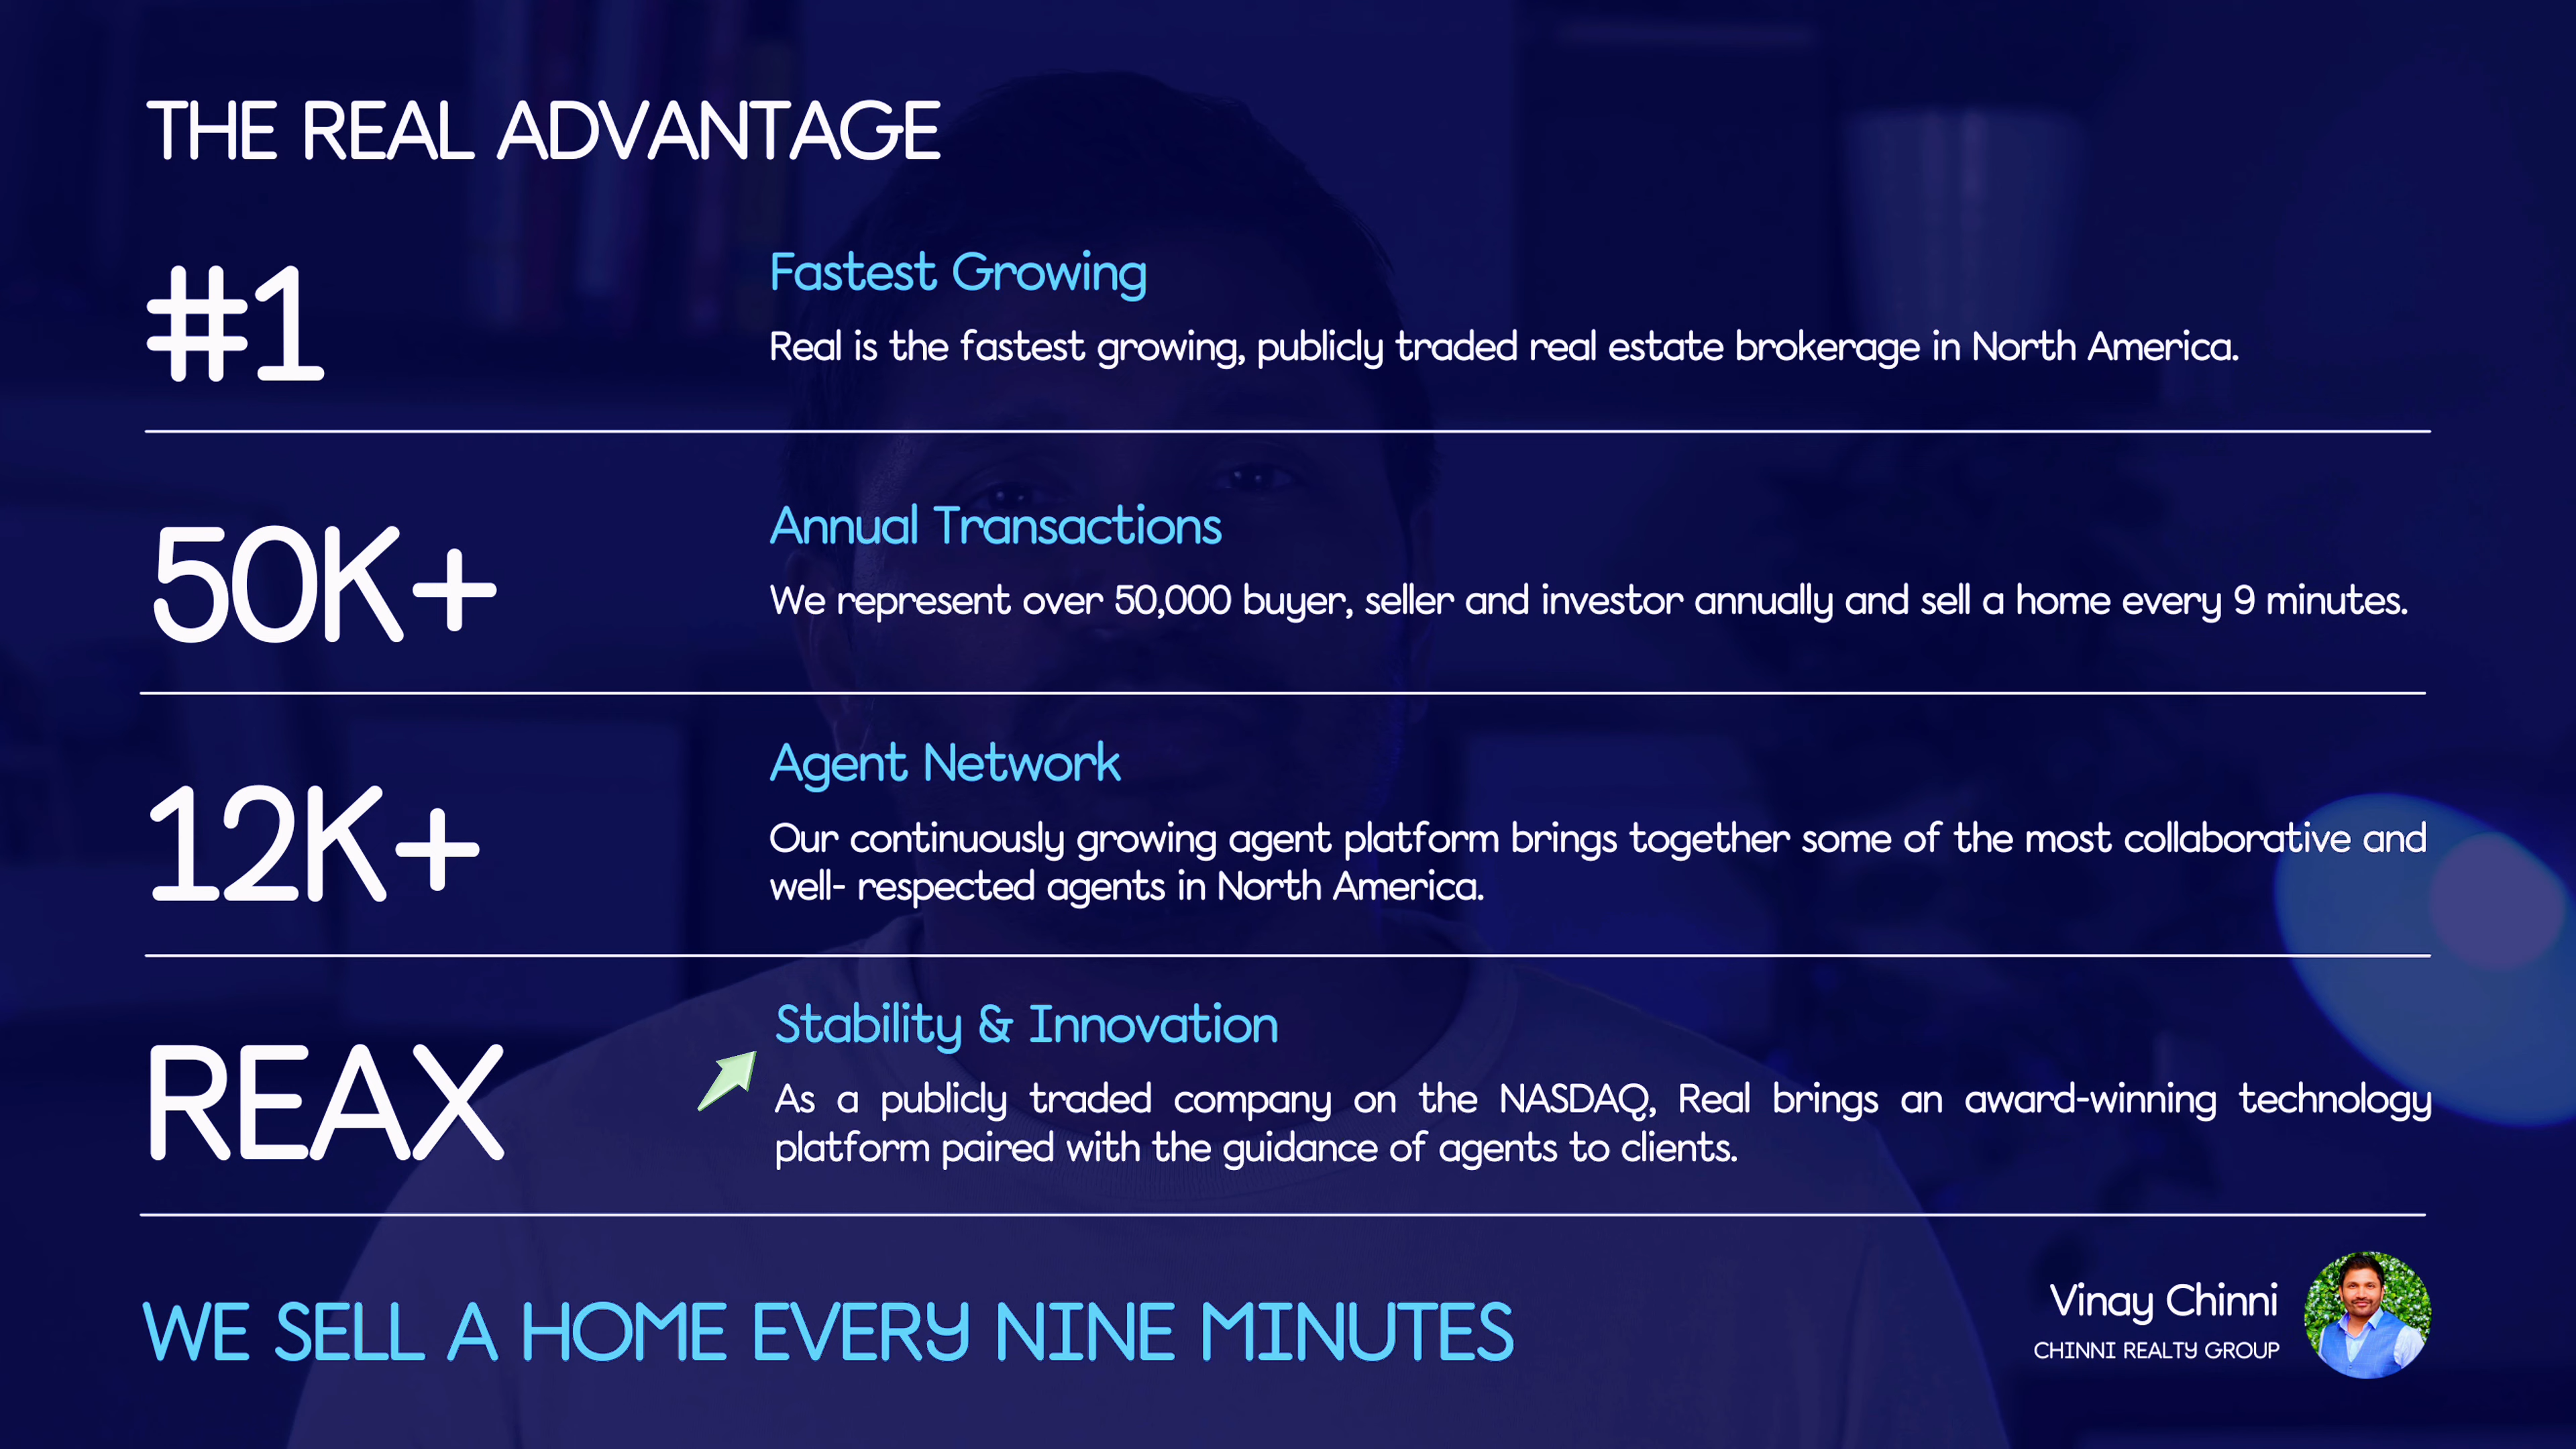 THE REAL ADVANTAGE
#1
Fastest Growing
Real is the fastest growing, publicly traded real estate brokerage in North America.
50K+
Annual Transactions
We represent over 50,000 buyer, seller and investor annually and sell a home every 9 minutes.
12K+
Agent Network
Our continuously growing agent platform brings together some of the most collaborative and
well- respected agents in North America.
REAX
Stability & Innovation
As a publicly traded company on the NASDAQ, Real brings an award-winning technology
platform paired with the guidance of agents to clients.
WE SELL A HOME EVERY NINE MINUTES
Vinay Chinni
CHINNI REALTY GROUP